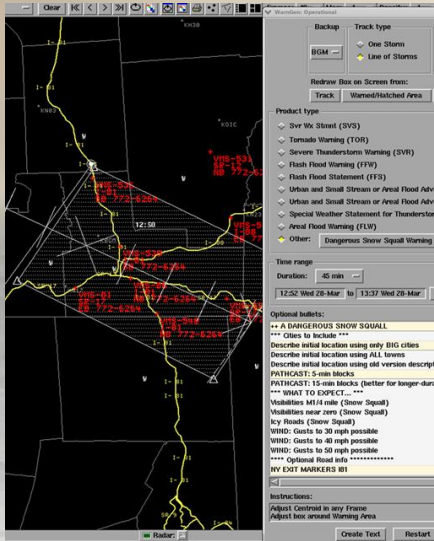 Clear
WarnGen: Operational
Backup
Track type
BGM
One Storm
Line of Storms
Redraw Box on Screen from:
Track
Warned/Hatched Area
Product type
Svr Wx Stmnt (SVS)
Tornado Warning (TOR)
Severe Thunderstorm Warning (SVR)
Flash Flood Warning (FFW)
Flash Flood Statement (FFS)
Urban and Small Stream or Areal Flood Adv
Urban and Small Stream or Areal Flood Adv
Special Weather Statement for Thunderstor
Areal Flood Warning (FLW)
Other:
Dangerous Snow Squall Warning
Time range
Duration:
45 min
12:52 Wed 28-Mar
to
13:37 Wed 28-Mar
Optional bullets:
++ A DANGEROUS SNOW SQUALL
*** Cities to Include ***
Describe initial location using only BIG cities
Describe initial location using ALL towns
Describe initial location using old version descript
PATHCAST: 5-min blocks
PATHCAST: 15-min blocks (better for longer-dura
*** WHAT TO EXPECT... ***
Visibilities M1/4 mile (Snow Squall)
Visibilities near zero (Snow Squall)
Icy Roads (Snow Squall)
WIND: Gusts to 30 mph possible
WIND: Gusts to 40 mph possible
WIND: Gusts to 50 mph possible
**** Optional Road info *************
NY EXIT MARKERS I81
Instructions:
Adjust Centroid in any Frame
Adjust box around Warning Area
Create Text
Restart
Radar:
I- 81
VMS-531
SP-12
NB 772-6
12:50
I- 81
I- 81
I- 81